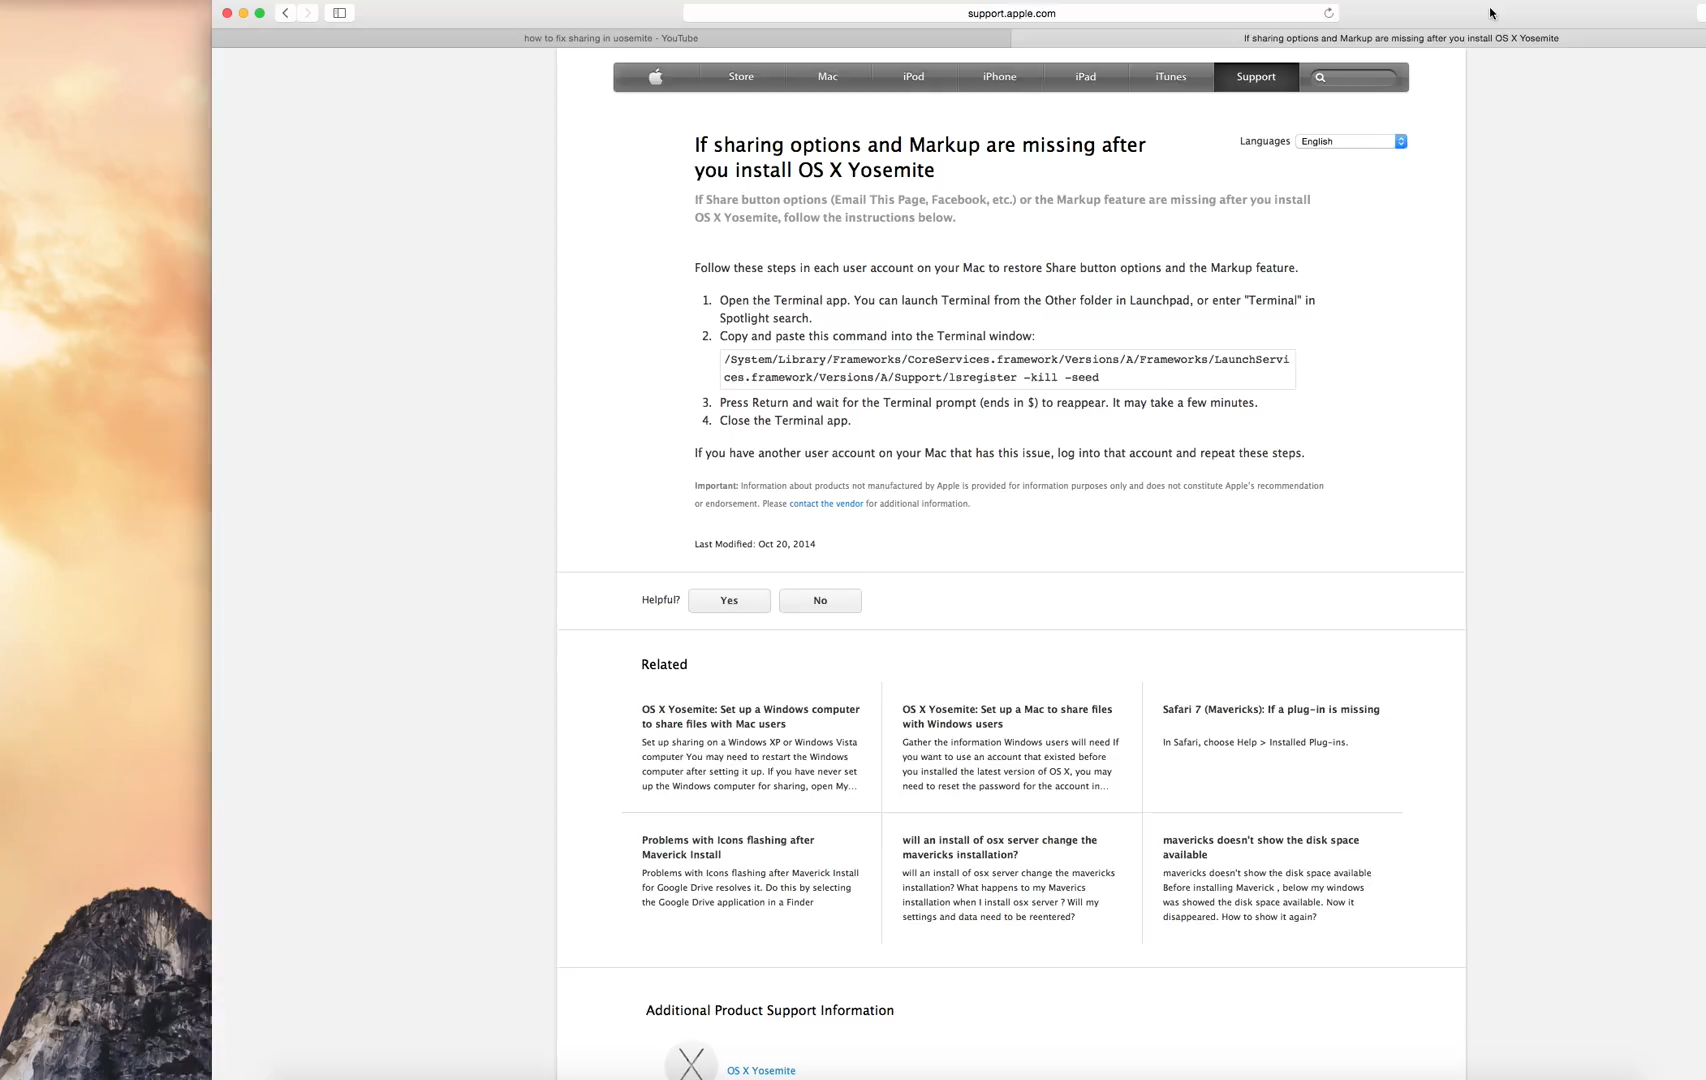 support.apple.com
how to fix sharing in uosemite - YouTube
If sharing options and Markup are missing after you install OS X Yosemite
Store
Mac
iPod
iPhone
iPad
iTunes
Support
If sharing options and Markup are missing after
you install OS X Yosemite
Languages
English
If Share button options (Email This Page, Facebook, etc.) or the Markup feature are missing after you install
OS X Yosemite, follow the instructions below.
Follow these steps in each user account on your Mac to restore Share button options and the Markup feature.
1. Open the Terminal app. You can launch Terminal from the Other folder in Launchpad, or enter "Terminal" in
Spotlight search.
2. Copy and paste this command into the Terminal window:
/System/Library/Frameworks/CoreServices.framework/Versions/A/Frameworks/LaunchServi
ces.framework/Versions/A/Support/lsregister -kill -seed
3. Press Return and wait for the Terminal prompt (ends in $) to reappear. It may take a few minutes.
4. Close the Terminal app.
If you have another user account on your Mac that has this issue, log into that account and repeat these steps.
Important: Information about products not manufactured by Apple is provided for information purposes only and does not constitute Apple's recommendation
or endorsement. Please contact the vendor for additional information.
Last Modified: Oct 20, 2014
Helpful?
Yes
No
Related
OS X Yosemite: Set up a Windows computer
to share files with Mac users
Set up sharing on a Windows XP or Windows Vista
computer You may need to restart the Windows
computer after setting it up. If you have never set
up the Windows computer for sharing, open My...
OS X Yosemite: Set up a Mac to share files
with Windows users
Gather the information Windows users will need If
you want to use an account that existed before
you installed the latest version of OS X, you may
need to reset the password for the account in...
Safari 7 (Mavericks): If a plug-in is missing
In Safari, choose Help > Installed Plug-ins.
Problems with Icons flashing after
Maverick Install
Problems with Icons flashing after Maverick Install
for Google Drive resolves it. Do this by selecting
the Google Drive application in a Finder
will an install of osx server change the
mavericks installation?
will an install of osx server change the mavericks
installation? What happens to my Maverics
installation when I install osx server ? Will my
settings and data need to be reentered?
mavericks doesn't show the disk space
available
mavericks doesn't show the disk space available
Before installing Maverick , below my windows
was showed the disk space available. Now it
disappeared. How to show it again?
Additional Product Support Information
OS X Yosemite